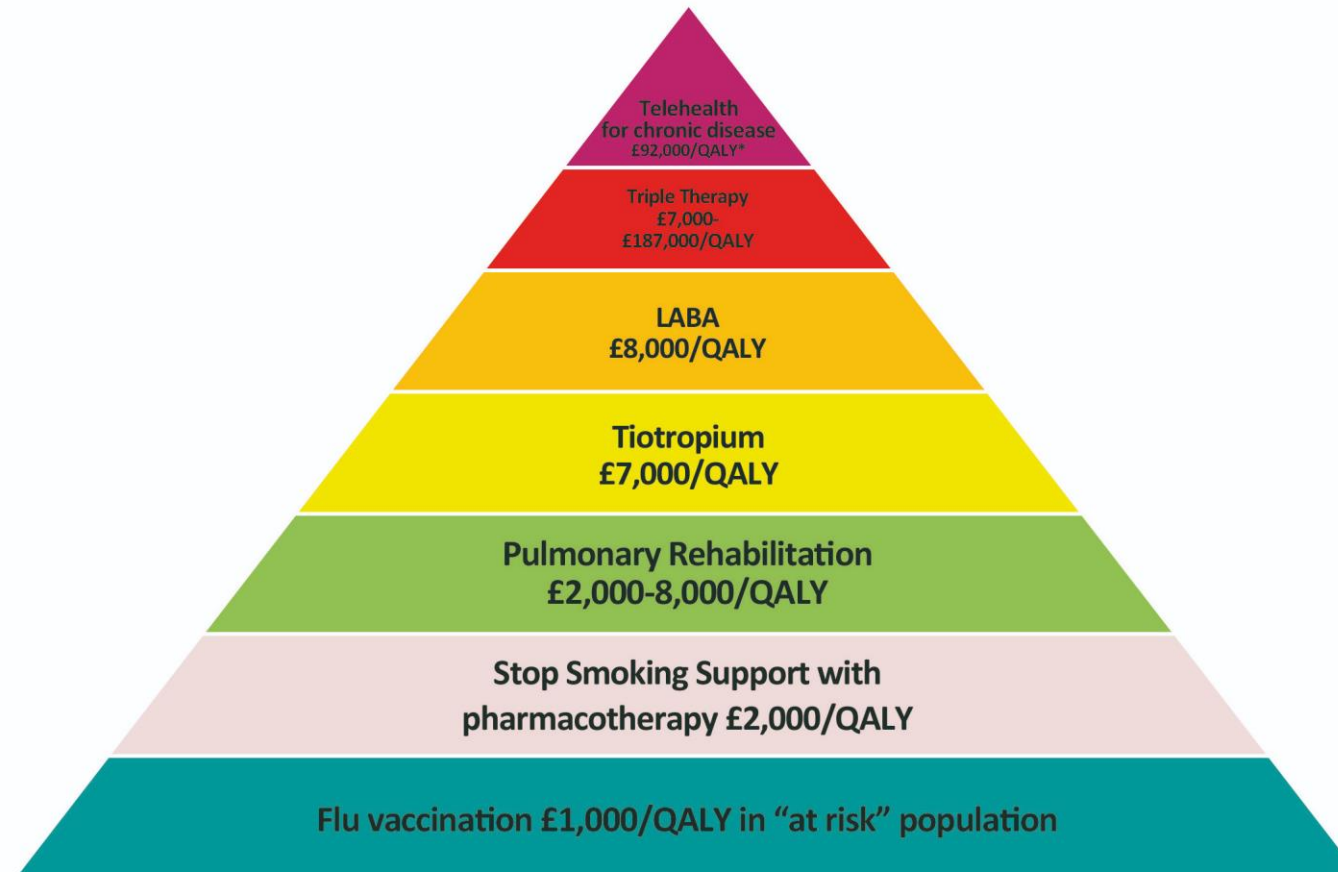 Telehealth
for chronic disease
£92,000/QALY*
Triple Therapy
£7,000-
£187,000/QALY
LABA
£8,000/QALY
Tiotropium
£7,000/QALY
Pulmonary Rehabilitation
£2,000-8,000/QALY
Stop Smoking Support with
pharmacotherapy £2,000/QALY
Flu vaccination £1,000/QALY in “at risk” population